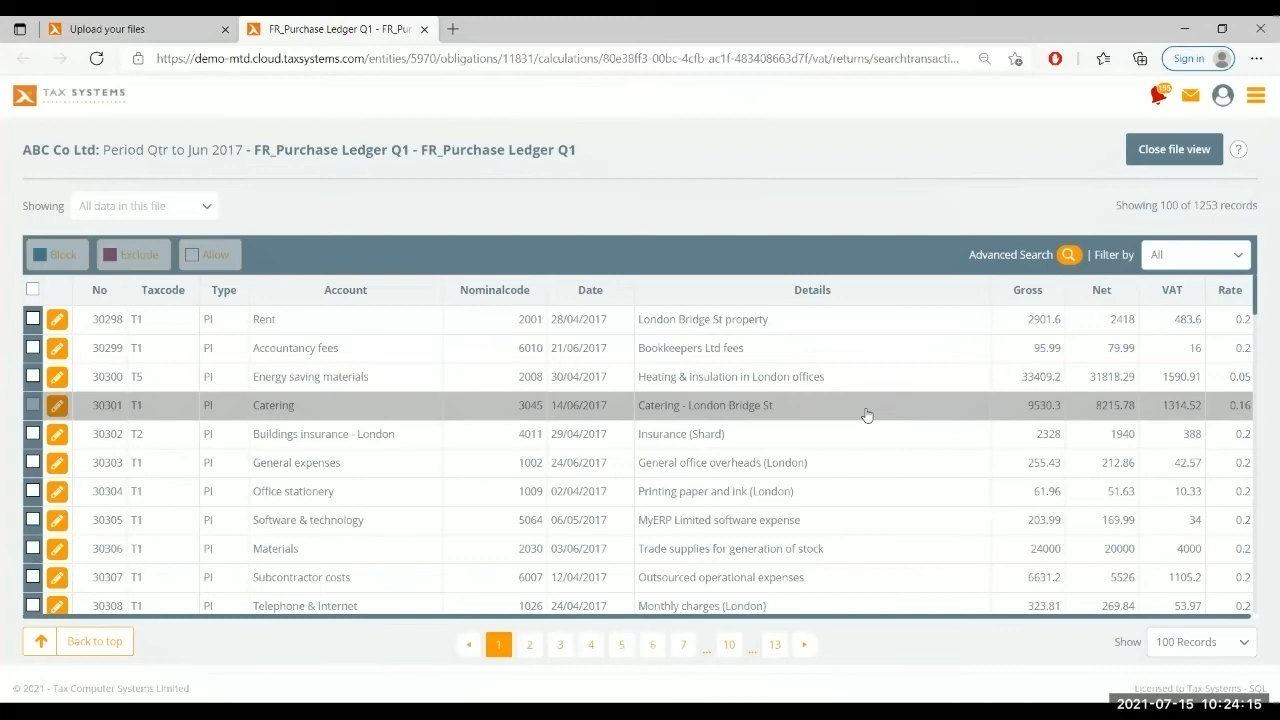 Upload your files
FR_Purchase Ledger Q1 - FR_Pur
https://demo-mtd.cloud.taxsystems.com/entities/5970/obligations/11831/calculations/80e38ff3-00bc-4cfb-ac1f-483408663d7f/vat/returns/searchtransacti...
Sign in
TAX SYSTEMS
155
ABC Co Ltd: Period Qtr to Jun 2017 - FR_Purchase Ledger Q1 - FR_Purchase Ledger Q1
Close file view
?
Showing All data in this file
Showing 100 of 1253 records
Block Exclude Allow Advanced Search | Filter by All
No Taxcode Type Account Nominalcode Date Details Gross Net VAT Rate
30298 T1 PI Rent 2001 28/04/2017 London Bridge St property 2901.6 2418 483.6 0.2
30299 T1 PI Accountancy fees 6010 21/06/2017 Bookkeepers Ltd fees 95.99 79.99 16 0.2
30300 T5 PI Energy saving materials 2008 30/04/2017 Heating & insulation in London offices 33409.2 31818.29 1590.91 0.05
30301 T1 PI Catering 3045 14/06/2017 Catering - London Bridge St 9530.3 8215.78 1314.52 0.16
30302 T2 PI Buildings insurance - London 4011 29/04/2017 Insurance (Shard) 2328 1940 388 0.2
30303 T1 PI General expenses 1002 24/06/2017 General office overheads (London) 255.43 212.86 42.57 0.2
30304 T1 PI Office stationery 1009 02/04/2017 Printing paper and ink (London) 61.96 51.63 10.33 0.2
30305 T1 PI Software & technology 5064 06/05/2017 MyERP Limited software expense 203.99 169.99 34 0.2
30306 T1 PI Materials 2030 03/06/2017 Trade supplies for generation of stock 24000 20000 4000 0.2
30307 T1 PI Subcontractor costs 6007 12/04/2017 Outsourced operational expenses 6631.2 5526 1105.2 0.2
30308 T1 PI Telephone & Internet 1026 24/04/2017 Monthly charges (London) 323.81 269.84 53.97 0.2
Back to top
1 2 3 4 5 6 7 ... 10 ... 13
Show 100 Records
© 2021 - Tax Computer Systems Limited
Licensed to Tax Systems - SQL
2021-07-15 10:24:15